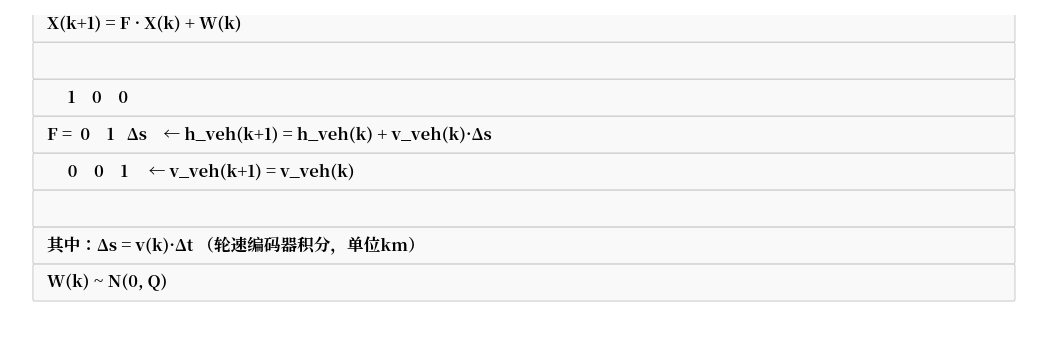 X(k+1) = F · X(k) + W(k)
1 0 0
F = 0 1 Δs ← h_veh(k+1) = h_veh(k) + v_veh(k)·Δs
0 0 1 ← v_veh(k+1) = v_veh(k)
其中：Δs = v(k)·Δt （轮速编码器积分，单位km）
W(k) ~ N(0, Q)